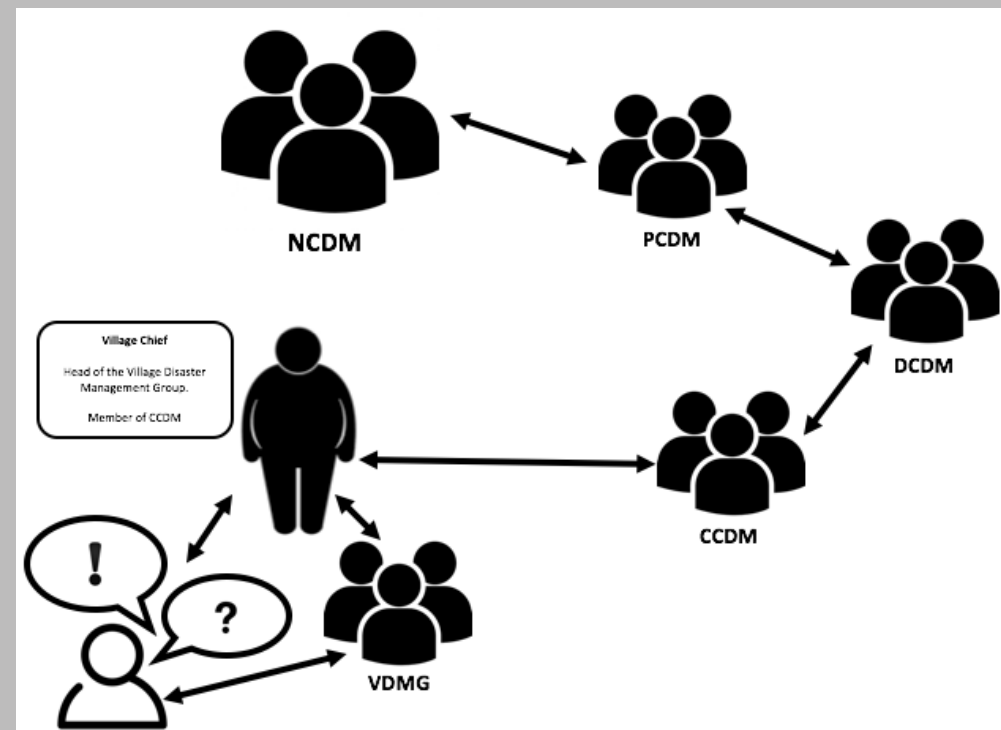 NCDM
PCDM
DCDM
Village Chief
Head of the Village Disaster
Management Group.
Member of CCDM
CCDM
!
?
VDMG